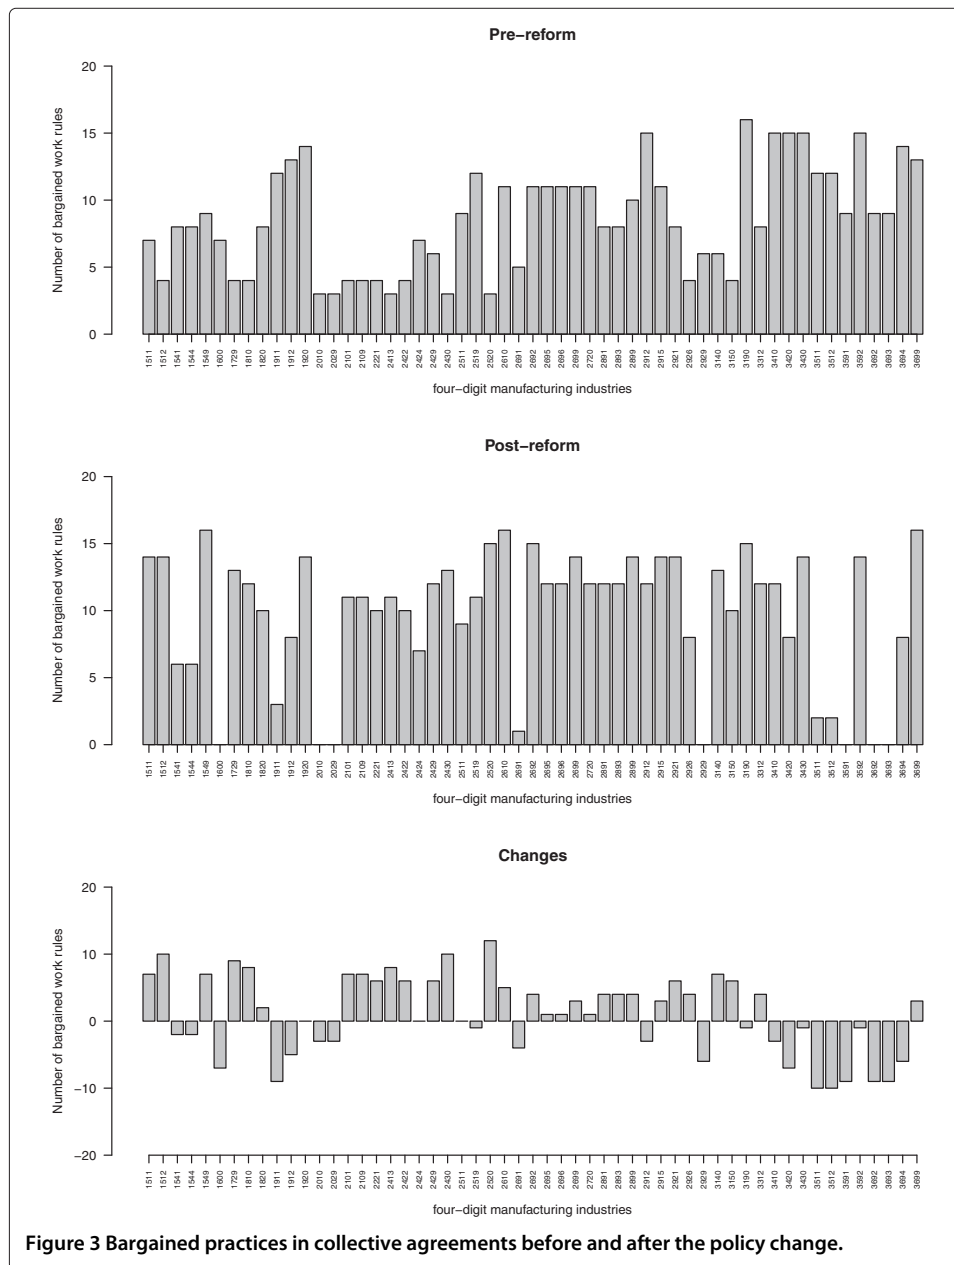 Pre−reform
Number of bargained work rules
20
15
10
5
0
1511 1512 1541 1544 1549 1600 1729 1810 1820 1911 1912 1920 2010 2029 2101 2109 2221 2413 2422 2424 2429 2430 2511 2519 2520 2610 2691 2692 2695 2696 2699 2720 2891 2893 2899 2912 2915 2921 2926 2929 3140 3150 3190 3312 3410 3420 3430 3511 3512 3591 3592 3692 3693 3694 3699
four−digit manufacturing industries
Post−reform
Number of bargained work rules
20
15
10
5
0
1511 1512 1541 1544 1549 1600 1729 1810 1820 1911 1912 1920 2010 2029 2101 2109 2221 2413 2422 2424 2429 2430 2511 2519 2520 2610 2691 2692 2695 2696 2699 2720 2891 2893 2899 2912 2915 2921 2926 2929 3140 3150 3190 3312 3410 3420 3430 3511 3512 3591 3592 3692 3693 3694 3699
four−digit manufacturing industries
Changes
Number of bargained work rules
20
10
0
−10
−20
1511 1512 1541 1544 1549 1600 1729 1810 1820 1911 1912 1920 2010 2029 2101 2109 2221 2413 2422 2424 2429 2430 2511 2519 2520 2610 2691 2692 2695 2696 2699 2720 2891 2893 2899 2912 2915 2921 2926 2929 3140 3150 3190 3312 3410 3420 3430 3511 3512 3591 3592 3692 3693 3694 3699
four−digit manufacturing industries
Figure 3 Bargained practices in collective agreements before and after the policy change.